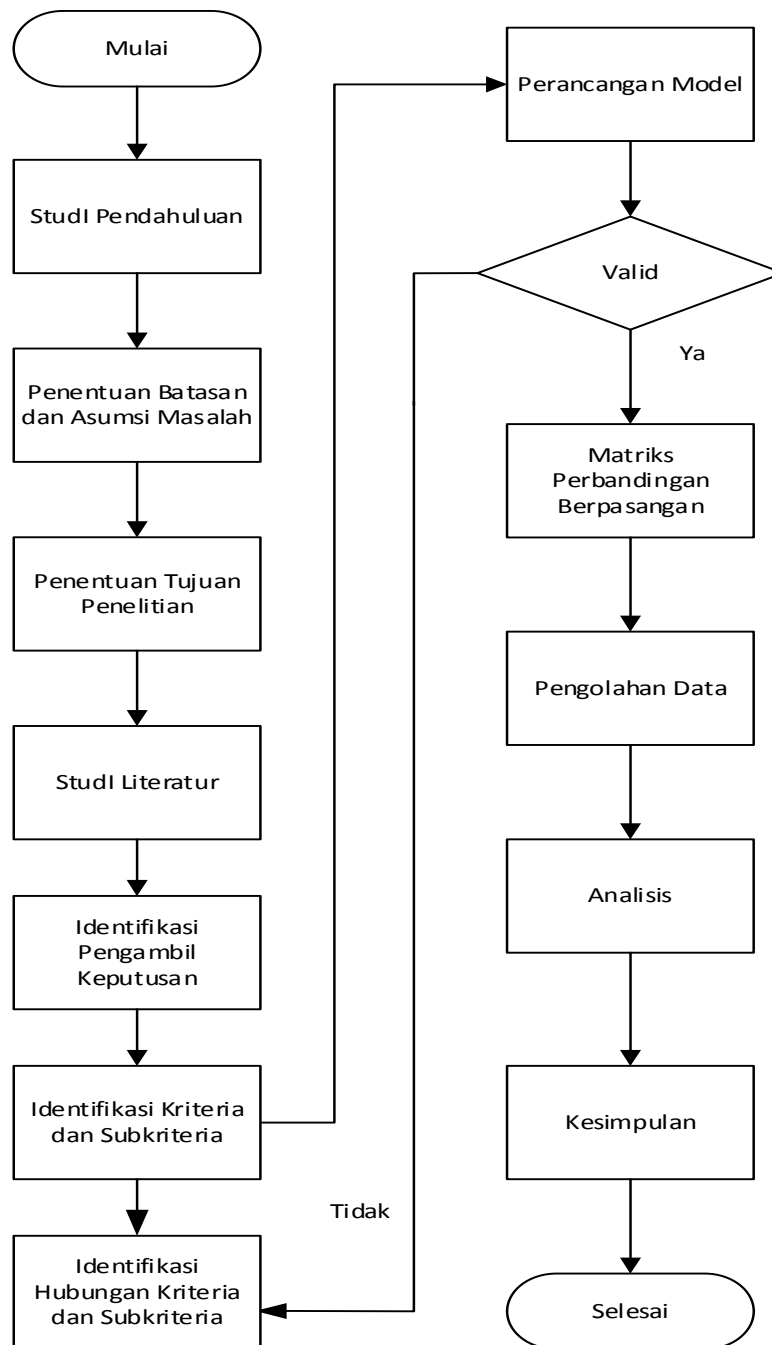 Mulai
StudI Pendahuluan
Penentuan Batasan
dan Asumsi Masalah
Penentuan Tujuan
Penelitian
StudI Literatur
Identifikasi
Pengambil
Keputusan
Identifikasi Kriteria
dan Subkriteria
Identifikasi
Hubungan Kriteria
dan Subkriteria
Perancangan Model
Valid
Ya
Tidak
Matriks
Perbandingan
Berpasangan
Pengolahan Data
Analisis
Kesimpulan
Selesai